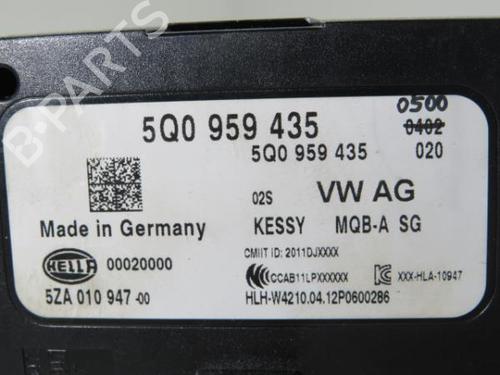 B-PARTS
0500
5Q0 959 435 0402
5Q0 959 435 020
02S VW AG
Made in Germany KESSY MQB-A SG
CMIIT ID: 2011DJXXXX
HELLA 00020000 CCAB11LPXXXXXX XXX-HLA-10947
5ZA 010 947-00 HLH-W4210.04.12P0600286